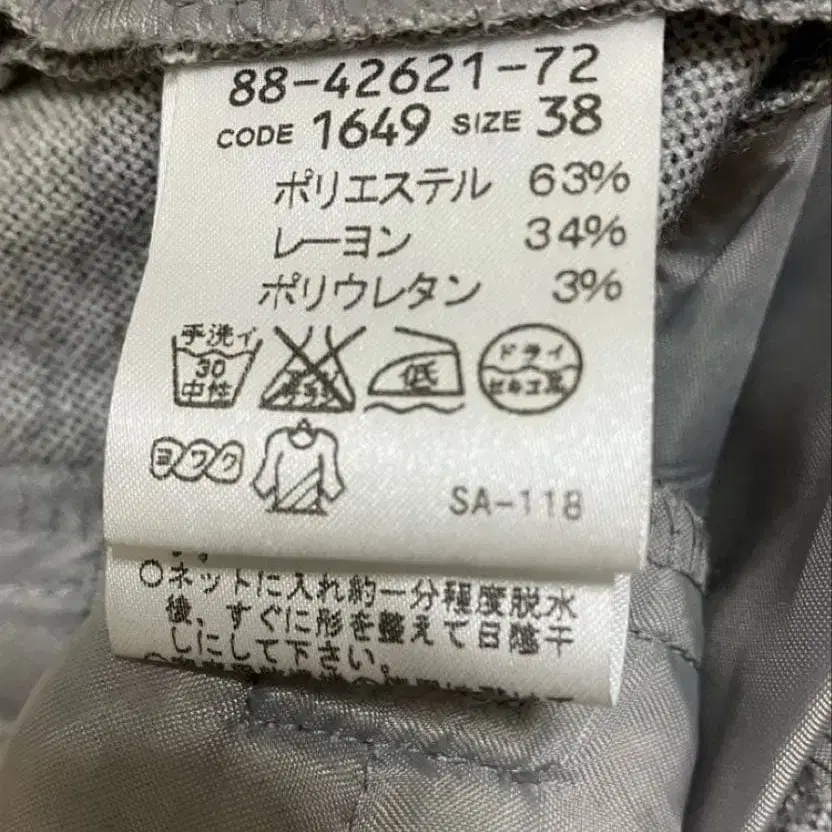 88-42621-72
CODE 1649 SIZE 38
ポリエステル 63%
レーヨン 34%
ポリウレタン 3%
手洗イ
30
中性
低
ドライ
セキユ系
ヨワク
SA-118
○ネットに入れ約一分程度脱水
後、すぐに形を整えて日陰干
しにして下さい。